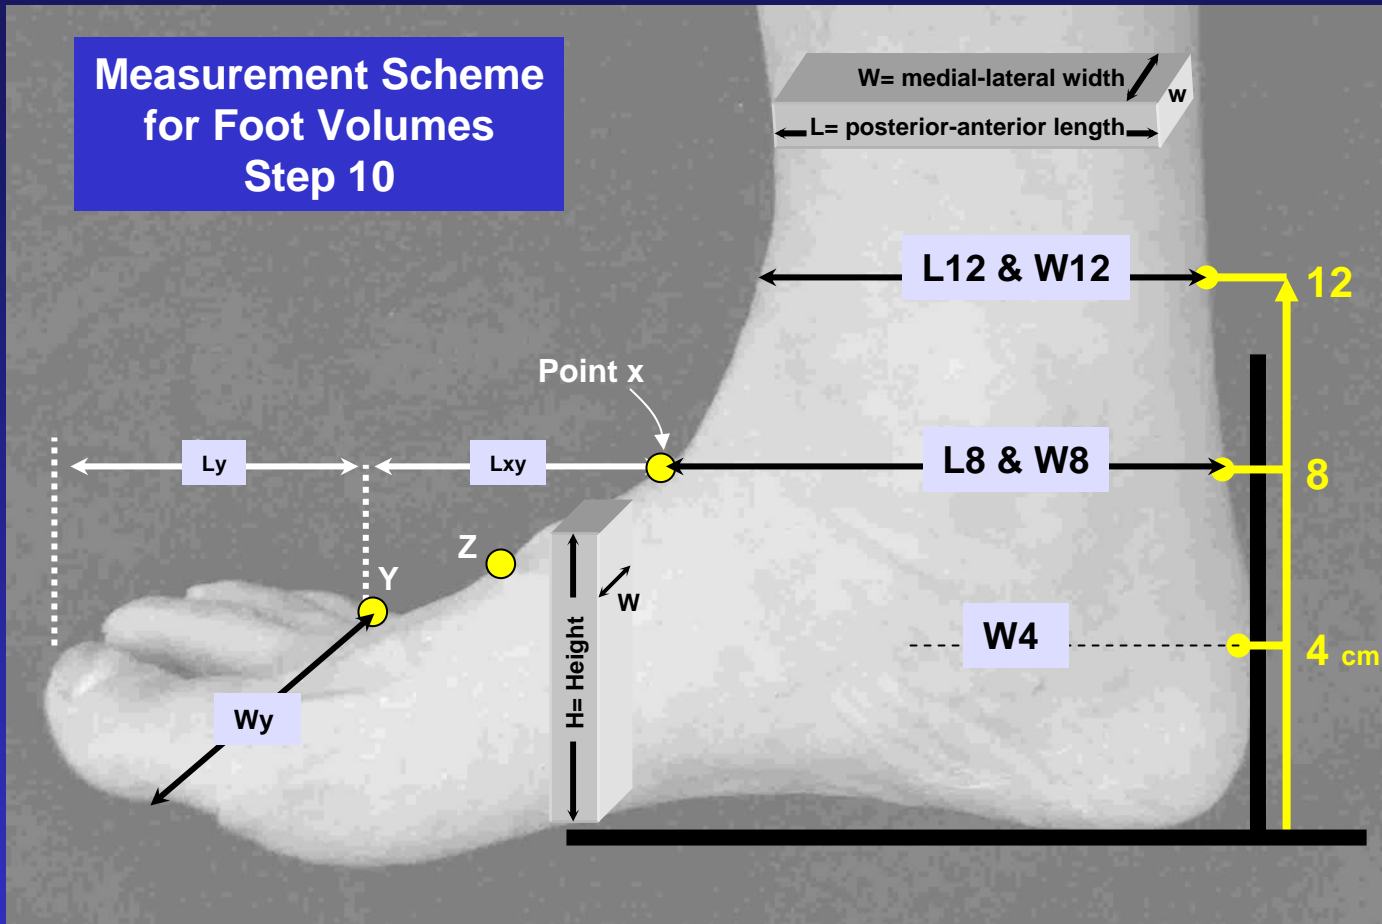 Measurement Scheme
for Foot Volumes
Step 10
W= medial-lateral width
w
L= posterior-anterior length
L12 & W12
12
Point x
Ly
Lxy
L8 & W8
8
Z
Y
W
H= Height
W4
4 cm
Wy